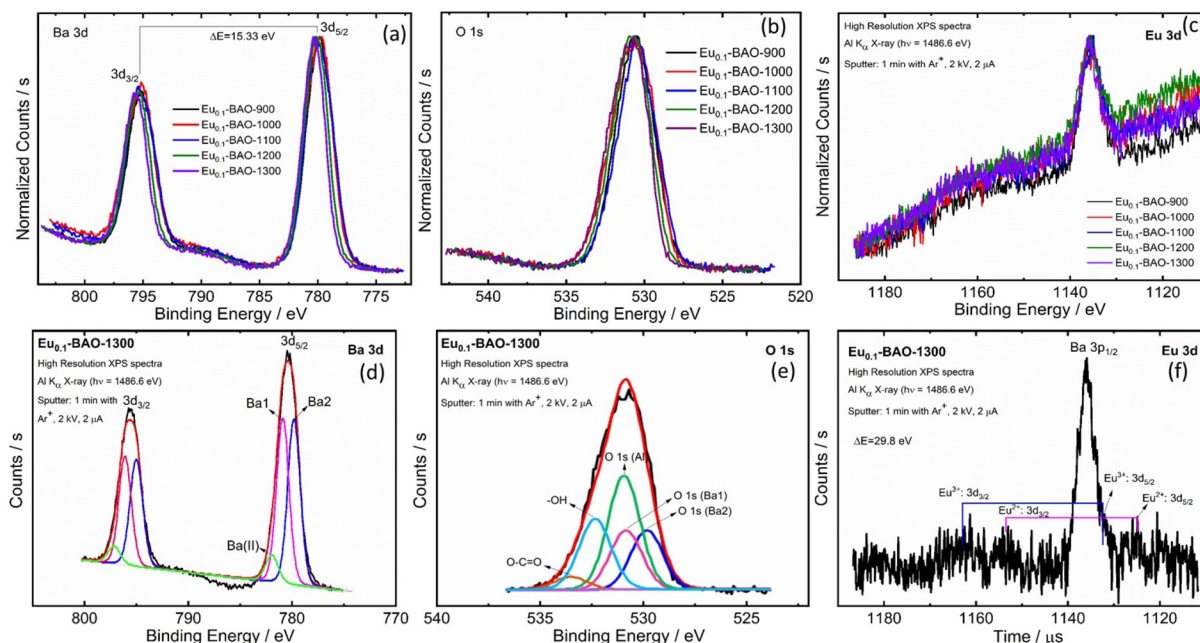 Ba 3d
ΔE=15.33 eV
3d5/2
(a)
3d3/2
Eu0.1-BAO-900
Eu0.1-BAO-1000
Eu0.1-BAO-1100
Eu0.1-BAO-1200
Eu0.1-BAO-1300
Normalized Counts / s
800 795 790 785 780 775
Binding Energy / eV
O 1s
(b)
Eu0.1-BAO-900
Eu0.1-BAO-1000
Eu0.1-BAO-1100
Eu0.1-BAO-1200
Eu0.1-BAO-1300
Normalized Counts / s
540 535 530 525 520
Binding Energy / eV
High Resolution XPS spectra
Al Kα X-ray (hν = 1486.6 eV)
Sputter: 1 min with Ar+, 2 kV, 2 μA
(c)
Eu 3d
Eu0.1-BAO-900
Eu0.1-BAO-1000
Eu0.1-BAO-1100
Eu0.1-BAO-1200
Eu0.1-BAO-1300
Normalized Counts / s
1180 1160 1140 1120
Binding Energy / eV
Eu0.1-BAO-1300
Ba 3d
High Resolution XPS spectra
Al Kα X-ray (hν = 1486.6 eV)
Sputter: 1 min with
Ar+, 2 kV, 2 μA
3d5/2
(d)
3d3/2
Ba1
Ba2
Ba(II)
Counts / s
800 790 780 770
Binding Energy / eV
Eu0.1-BAO-1300
O 1s
High Resolution XPS spectra
Al Kα X-ray (hν = 1486.6 eV)
Sputter: 1 min with Ar+, 2 kV, 2 μA
(e)
O 1s (Al)
-OH
O 1s (Ba1)
O 1s (Ba2)
O-C=O
Counts / s
540 535 530 525
Binding Energy / eV
Eu0.1-BAO-1300
Ba 3p1/2
Eu 3d
High Resolution XPS spectra
Al Kα X-ray (hν = 1486.6 eV)
Sputter: 1 min with Ar+, 2 kV, 2 μA
(f)
ΔE=29.8 eV
Eu3+: 3d3/2
Eu2+: 3d3/2
Eu3+: 3d5/2
Eu2+: 3d5/2
Counts / s
1180 1160 1140 1120
Time / μs